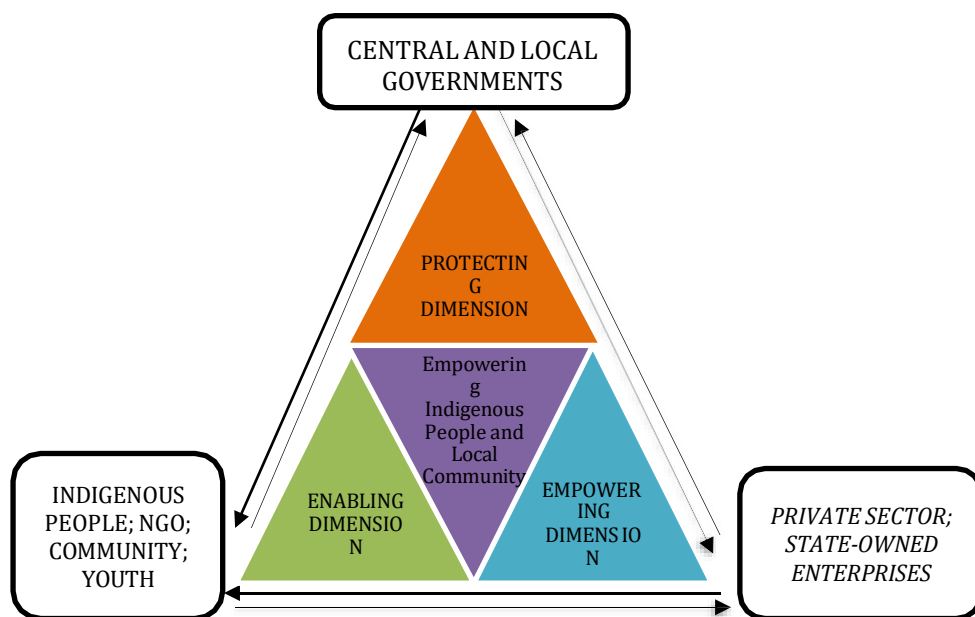 CENTRAL AND LOCAL
GOVERNMENTS
PROTECTIN
G
DIMENSION
Empowerin
g
Indigenous
People and
Local
Community
ENABLING
DIMENSIO
N
EMPOWER
ING
DIMENS IO
N
INDIGENOUS
PEOPLE; NGO;
COMMUNITY;
YOUTH
PRIVATE SECTOR;
STATE-OWNED
ENTERPRISES